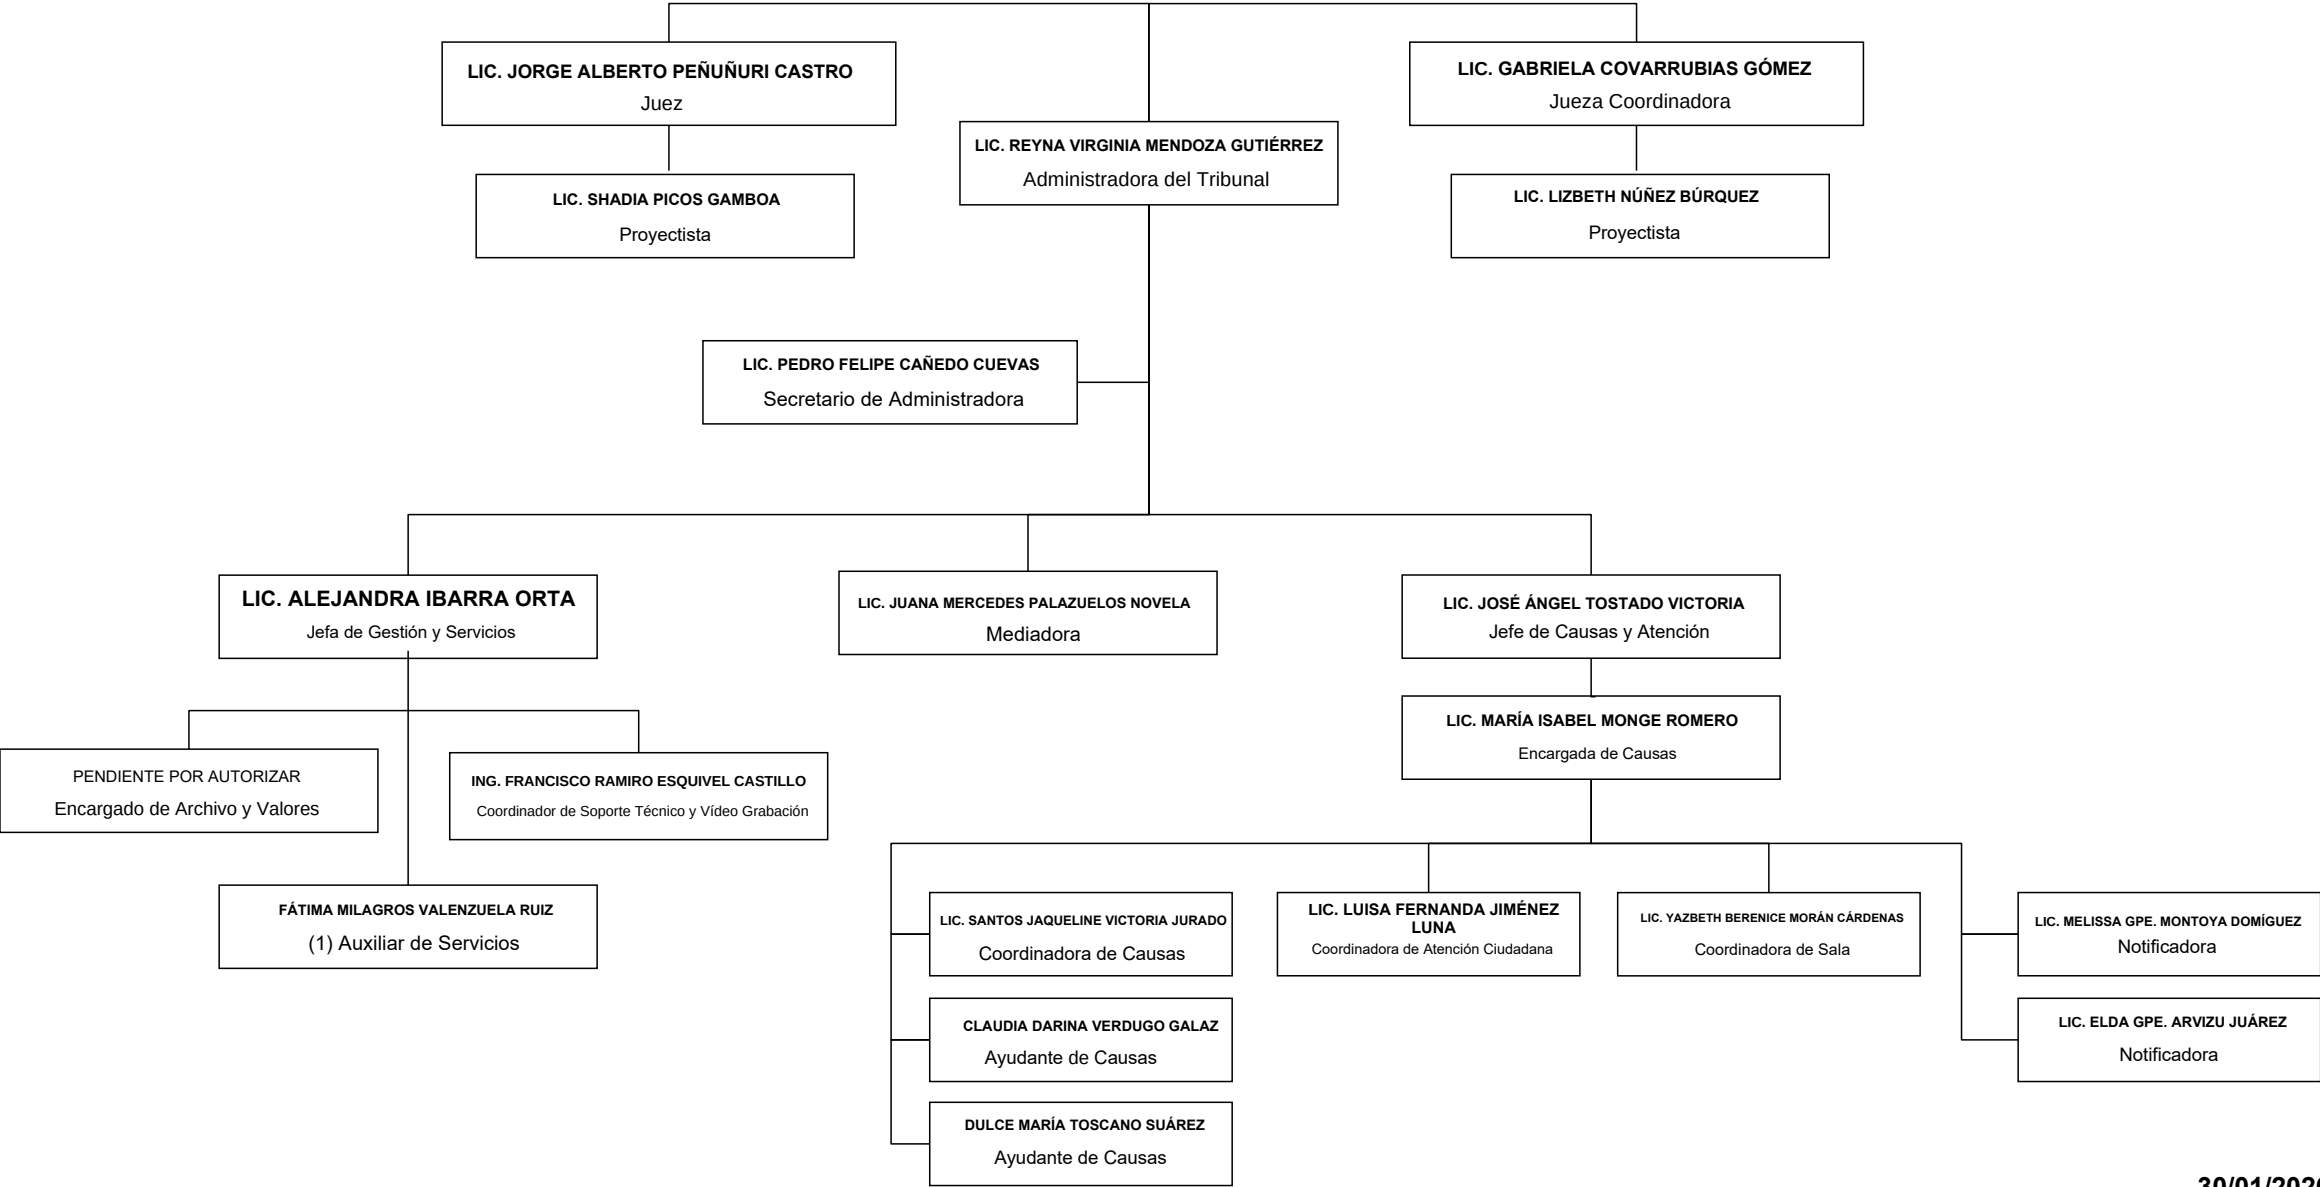 LIC. JORGE ALBERTO PEÑUÑURI CASTRO
Juez
LIC. GABRIELA COVARRUBIAS GÓMEZ
Jueza Coordinadora
LIC. REYNA VIRGINIA MENDOZA GUTIÉRREZ
Administradora del Tribunal
LIC. SHADIA PICOS GAMBOA
Proyectista
LIC. LIZBETH NÚÑEZ BÚRQUEZ
Proyectista
LIC. PEDRO FELIPE CAÑEDO CUEVAS
Secretario de Administradora
LIC. ALEJANDRA IBARRA ORTA
Jefa de Gestión y Servicios
LIC. JUANA MERCEDES PALAZUELOS NOVELA
Mediadora
LIC. JOSÉ ÁNGEL TOSTADO VICTORIA
Jefe de Causas y Atención
LIC. MARÍA ISABEL MONGE ROMERO
Encargada de Causas
PENDIENTE POR AUTORIZAR
Encargado de Archivo y Valores
ING. FRANCISCO RAMIRO ESQUIVEL CASTILLO
Coordinador de Soporte Técnico y Vídeo Grabación
FÁTIMA MILAGROS VALENZUELA RUIZ
(1) Auxiliar de Servicios
LIC. SANTOS JAQUELINE VICTORIA JURADO
Coordinadora de Causas
LIC. LUISA FERNANDA JIMÉNEZ
LUNA
Coordinadora de Atención Ciudadana
LIC. YAZBETH BERENICE MORÁN CÁRDENAS
Coordinadora de Sala
LIC. MELISSA GPE. MONTOYA DOMÍGUEZ
Notificadora
CLAUDIA DARINA VERDUGO GALAZ
Ayudante de Causas
LIC. ELDA GPE. ARVIZU JUÁREZ
Notificadora
DULCE MARÍA TOSCANO SUÁREZ
Ayudante de Causas